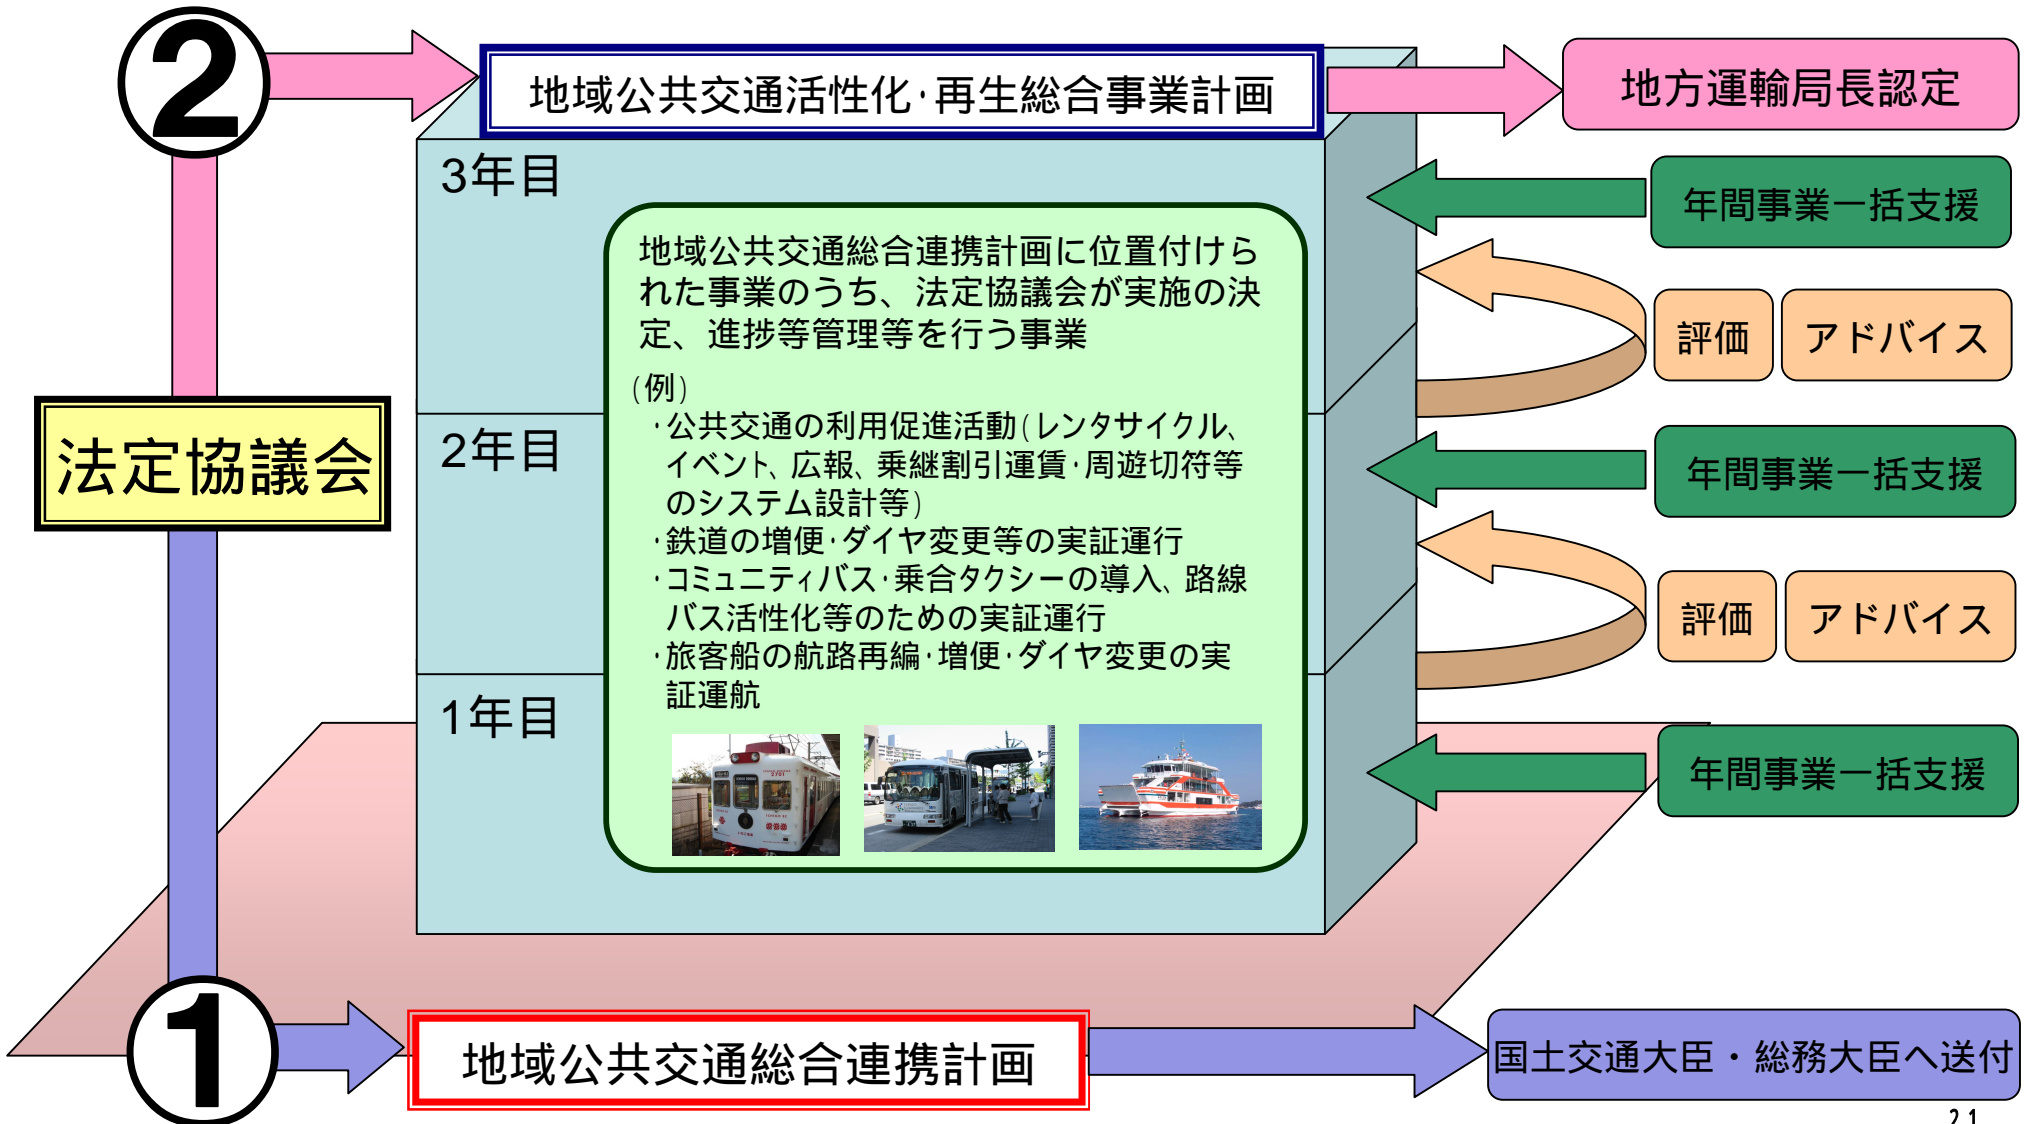 ②
地域公共交通活性化・再生総合事業計画
地方運輸局長認定
3年目
年間事業一括支援
地域公共交通総合連携計画に位置付けら
れた事業のうち、法定協議会が実施の決
定、進捗等管理等を行う事業
(例)
・公共交通の利用促進活動(レンタサイクル、
イベント、広報、乗継割引運賃・周遊切符等
のシステム設計等)
・鉄道の増便・ダイヤ変更等の実証運行
・コミュニティバス・乗合タクシーの導入、路線
バス活性化等のための実証運行
・旅客船の航路再編・増便・ダイヤ変更の実
証運航
評価
アドバイス
法定協議会
2年目
年間事業一括支援
評価
アドバイス
1年目
年間事業一括支援
①
地域公共交通総合連携計画
国土交通大臣・総務大臣へ送付
21